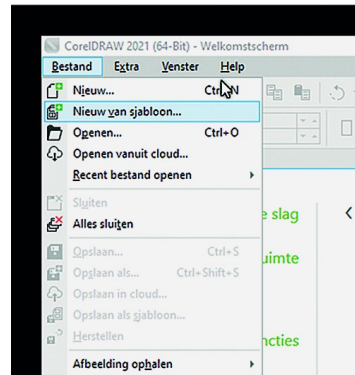 CorelDRAW 2021 (64-Bit) - Welkomstscherm
Bestand Extra Venster Help
Nieuw... Ctrl+N
Nieuw van sjabloon...
Openen... Ctrl+O
Openen vanuit cloud...
Recent bestand openen
Sluiten
e slag
Alles sluiten
Opslaan... Ctrl+S
uimte
Opslaan als... Ctrl+Shift+S
Opslaan in cloud...
Opslaan als sjabloon...
Herstellen
ncties
Afbeelding ophalen